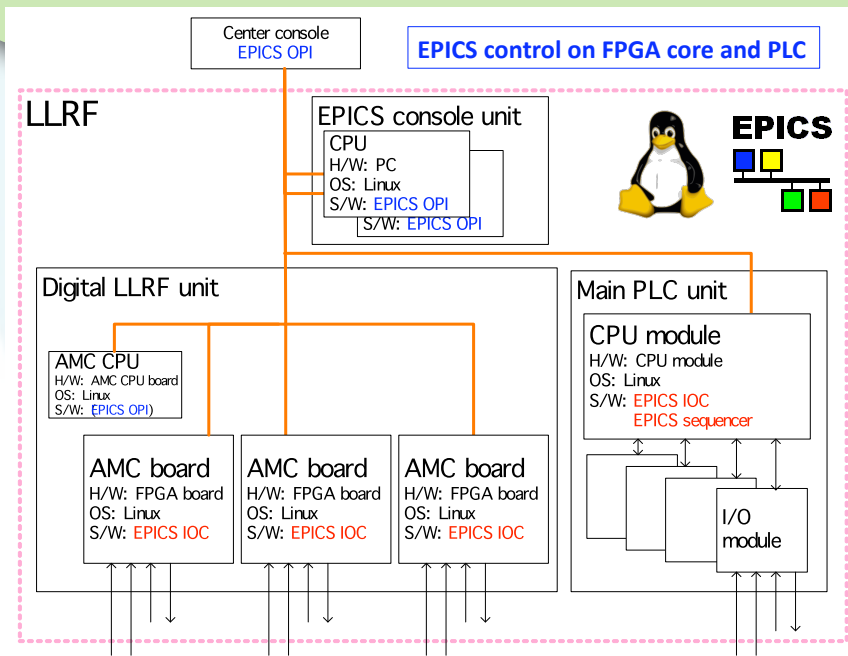 Center console
EPICS OPI
EPICS control on FPGA core and PLC
LLRF
EPICS console unit
CPU
H/W: PC
OS: Linux
S/W: EPICS OPI
S/W: EPICS OPI
EPICS
Digital LLRF unit
AMC CPU
H/W: AMC CPU board
OS: Linux
S/W: (EPICS OPI)
AMC board
H/W: FPGA board
OS: Linux
S/W: EPICS IOC
AMC board
H/W: FPGA board
OS: Linux
S/W: EPICS IOC
AMC board
H/W: FPGA board
OS: Linux
S/W: EPICS IOC
Main PLC unit
CPU module
H/W: CPU module
OS: Linux
S/W: EPICS IOC
EPICS sequencer
I/O
module